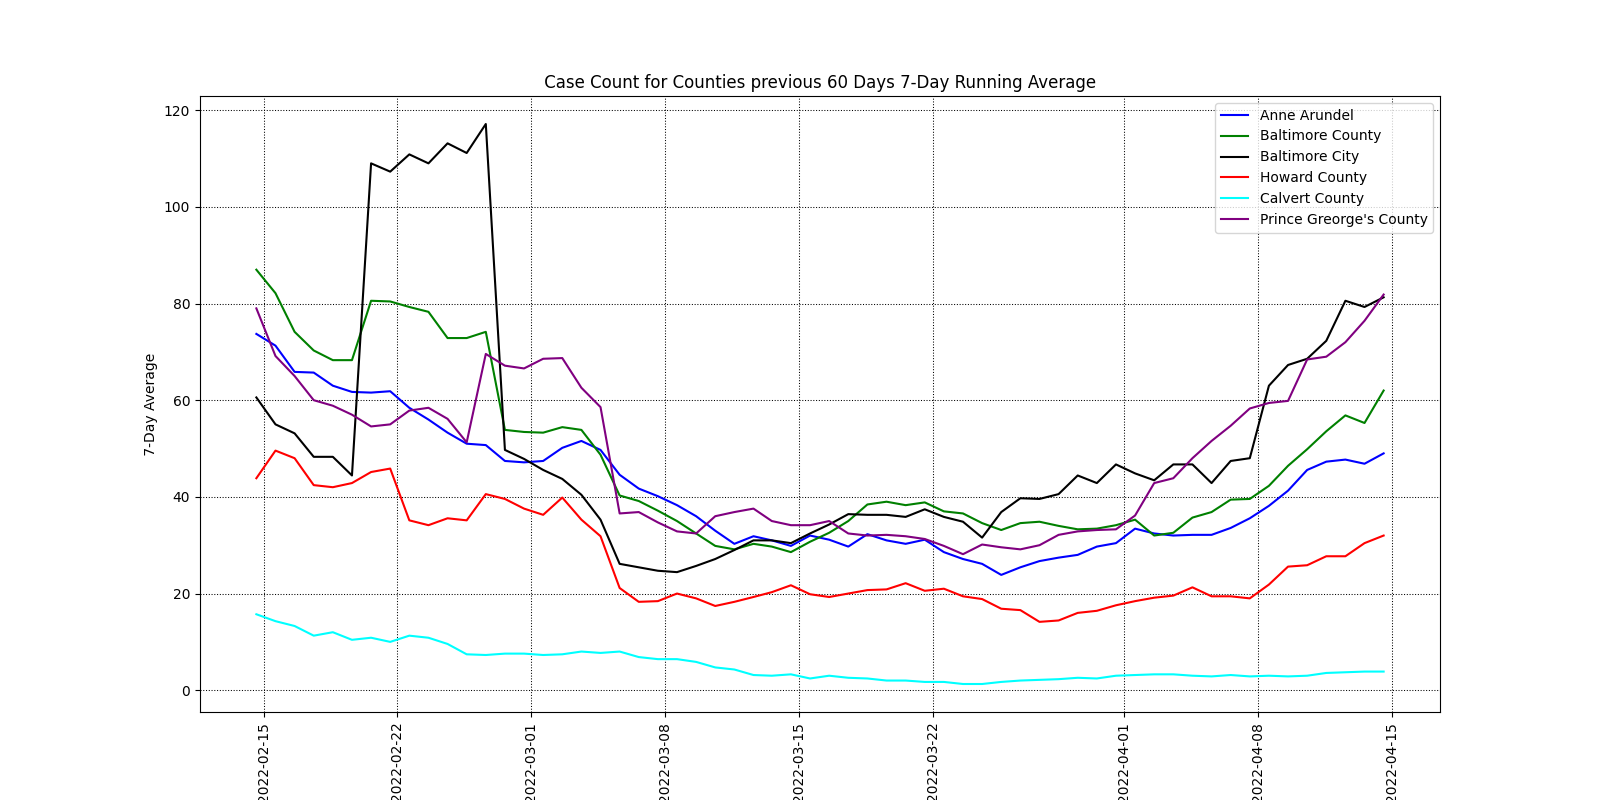 Case Count for Counties previous 60 Days 7-Day Running Average
120
100
80
60
40
20
0
7-Day Average
Anne Arundel
Baltimore County
Baltimore City
Howard County
Calvert County
Prince Greorge's County
2022-02-15
2022-02-22
2022-03-01
2022-03-08
2022-03-15
2022-03-22
2022-04-01
2022-04-08
2022-04-15